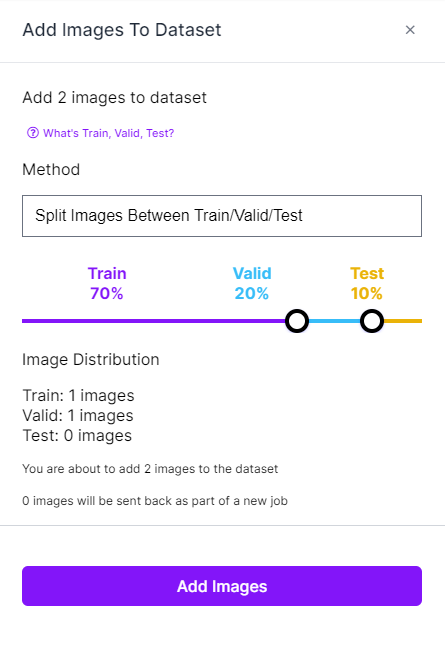 Add Images To Dataset
Add 2 images to dataset
What's Train, Valid, Test?
Method
Split Images Between Train/Valid/Test
Train Valid Test
70% 20% 10%
Image Distribution
Train: 1 images
Valid: 1 images
Test: 0 images
You are about to add 2 images to the dataset
0 images will be sent back as part of a new job
Add Images